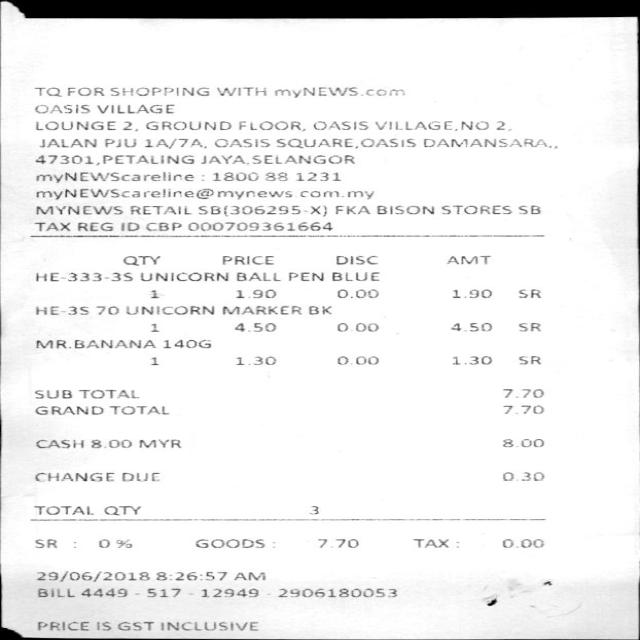 TQ FOR SHOPPING WITH myNEWS.com
OASIS VILLAGE
LOUNGE 2, GROUND FLOOR, OASIS VILLAGE,NO 2,
JALAN PJU 1A/7A, OASIS SQUARE,OASIS DAMANSARA,,
47301,PETALING JAYA,SELANGOR
myNEWScareline : 1800 88 1231
myNEWScareline@mynews.com.my
MYNEWS RETAIL SB(306295-X) FKA BISON STORES SB
TAX REG ID CBP 000709361664
QTY PRICE DISC AMT
HE-333-3S UNICORN BALL PEN BLUE
1 1.90 0.00 1.90 SR
HE-3S 70 UNICORN MARKER BK
1 4.50 0.00 4.50 SR
MR.BANANA 140G
1 1.30 0.00 1.30 SR
SUB TOTAL 7.70
GRAND TOTAL 7.70
CASH 8.00 MYR 8.00
CHANGE DUE 0.30
TOTAL QTY 3
SR : 0 % GOODS : 7.70 TAX : 0.00
29/06/2018 8:26:57 AM
BILL 4449 - 517 - 12949 - 2906180053
PRICE IS GST INCLUSIVE